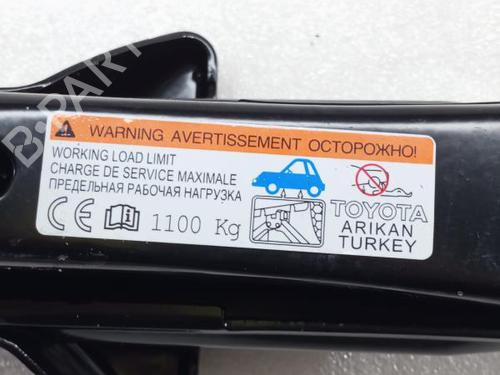 WARNING AVERTISSEMENT ОСТОРОЖНО!
WORKING LOAD LIMIT
CHARGE DE SERVICE MAXIMALE
ПРЕДЕЛЬНАЯ РАБОЧАЯ НАГРУЗКА
CE 1100 Kg
TOYOTA
ARIKAN
TURKEY
B-PART